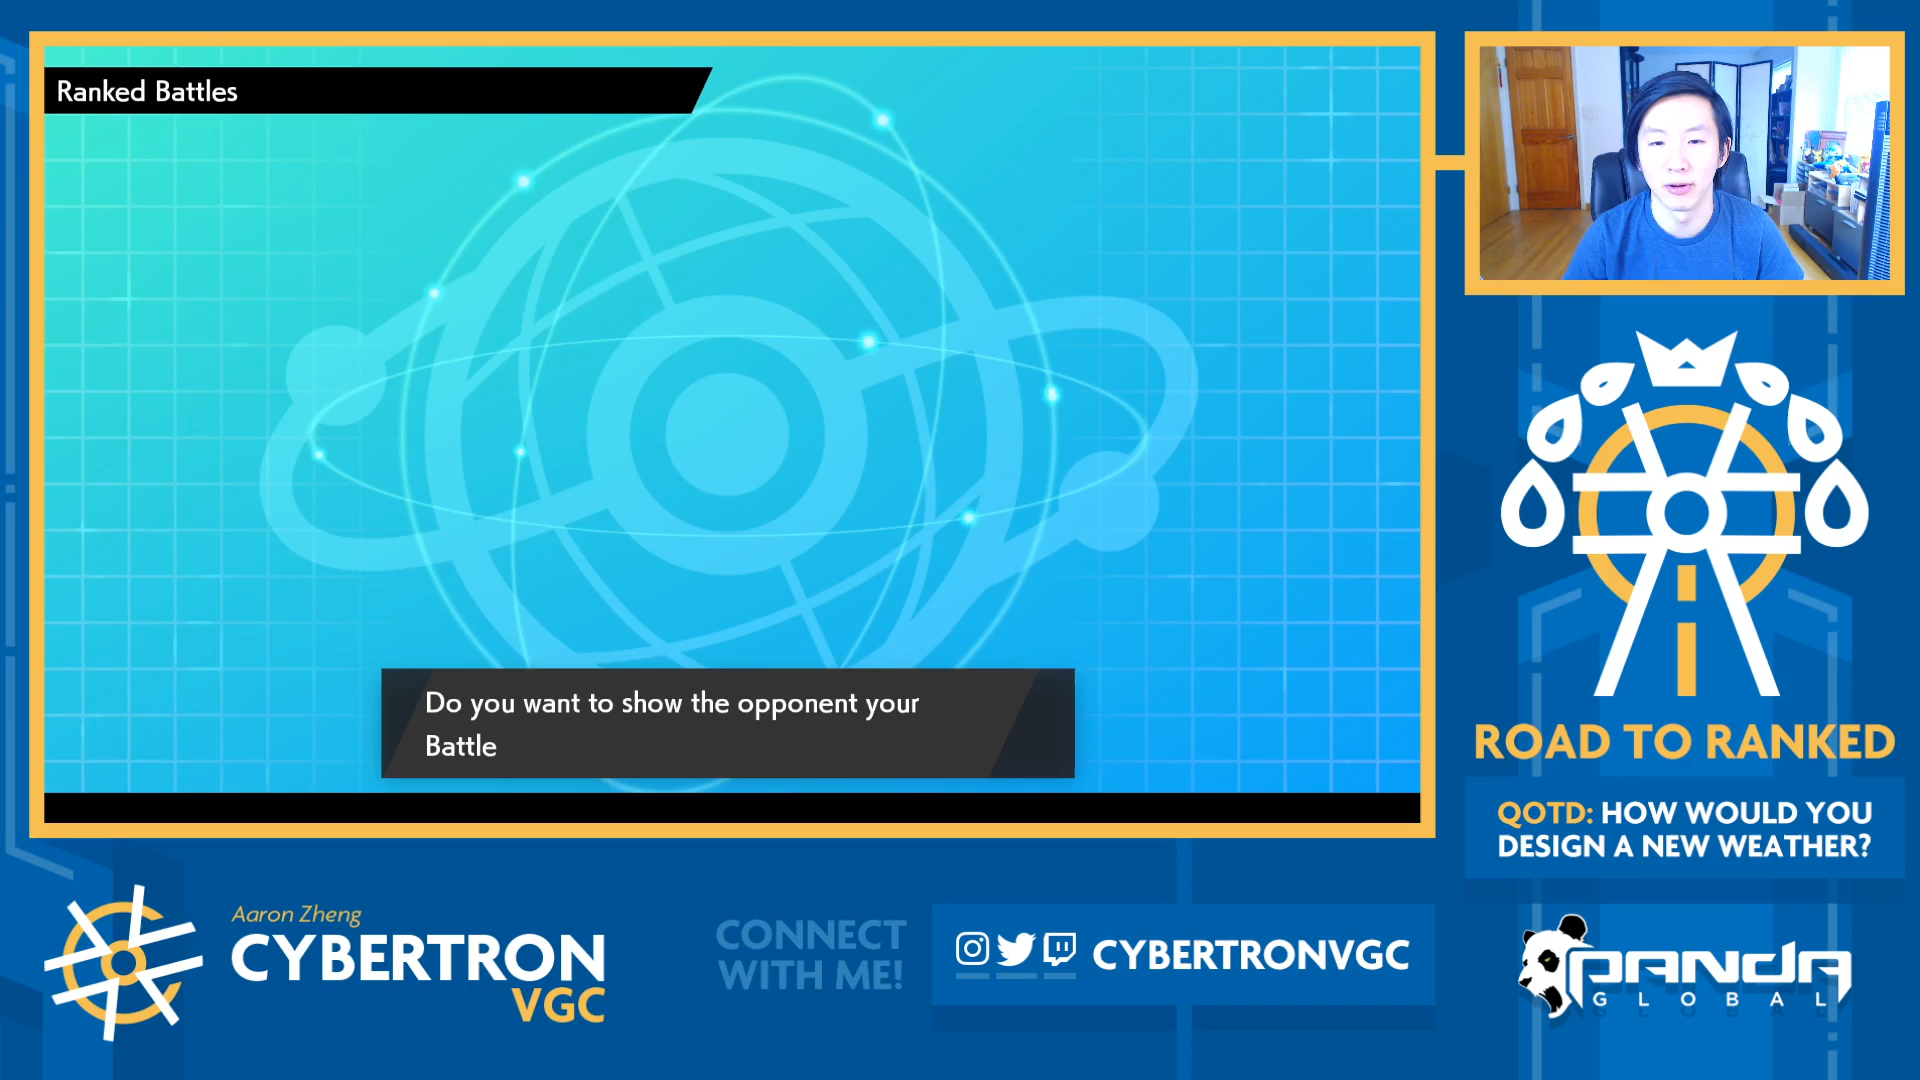 Ranked Battles
Do you want to show the opponent your
Battle
ROAD TO RANKED
QOTD: HOW WOULD YOU
DESIGN A NEW WEATHER?
Aaron Zheng
CYBERTRON
VGC
CONNECT
WITH ME!
CYBERTRONVGC
PANDA
GLOBAL